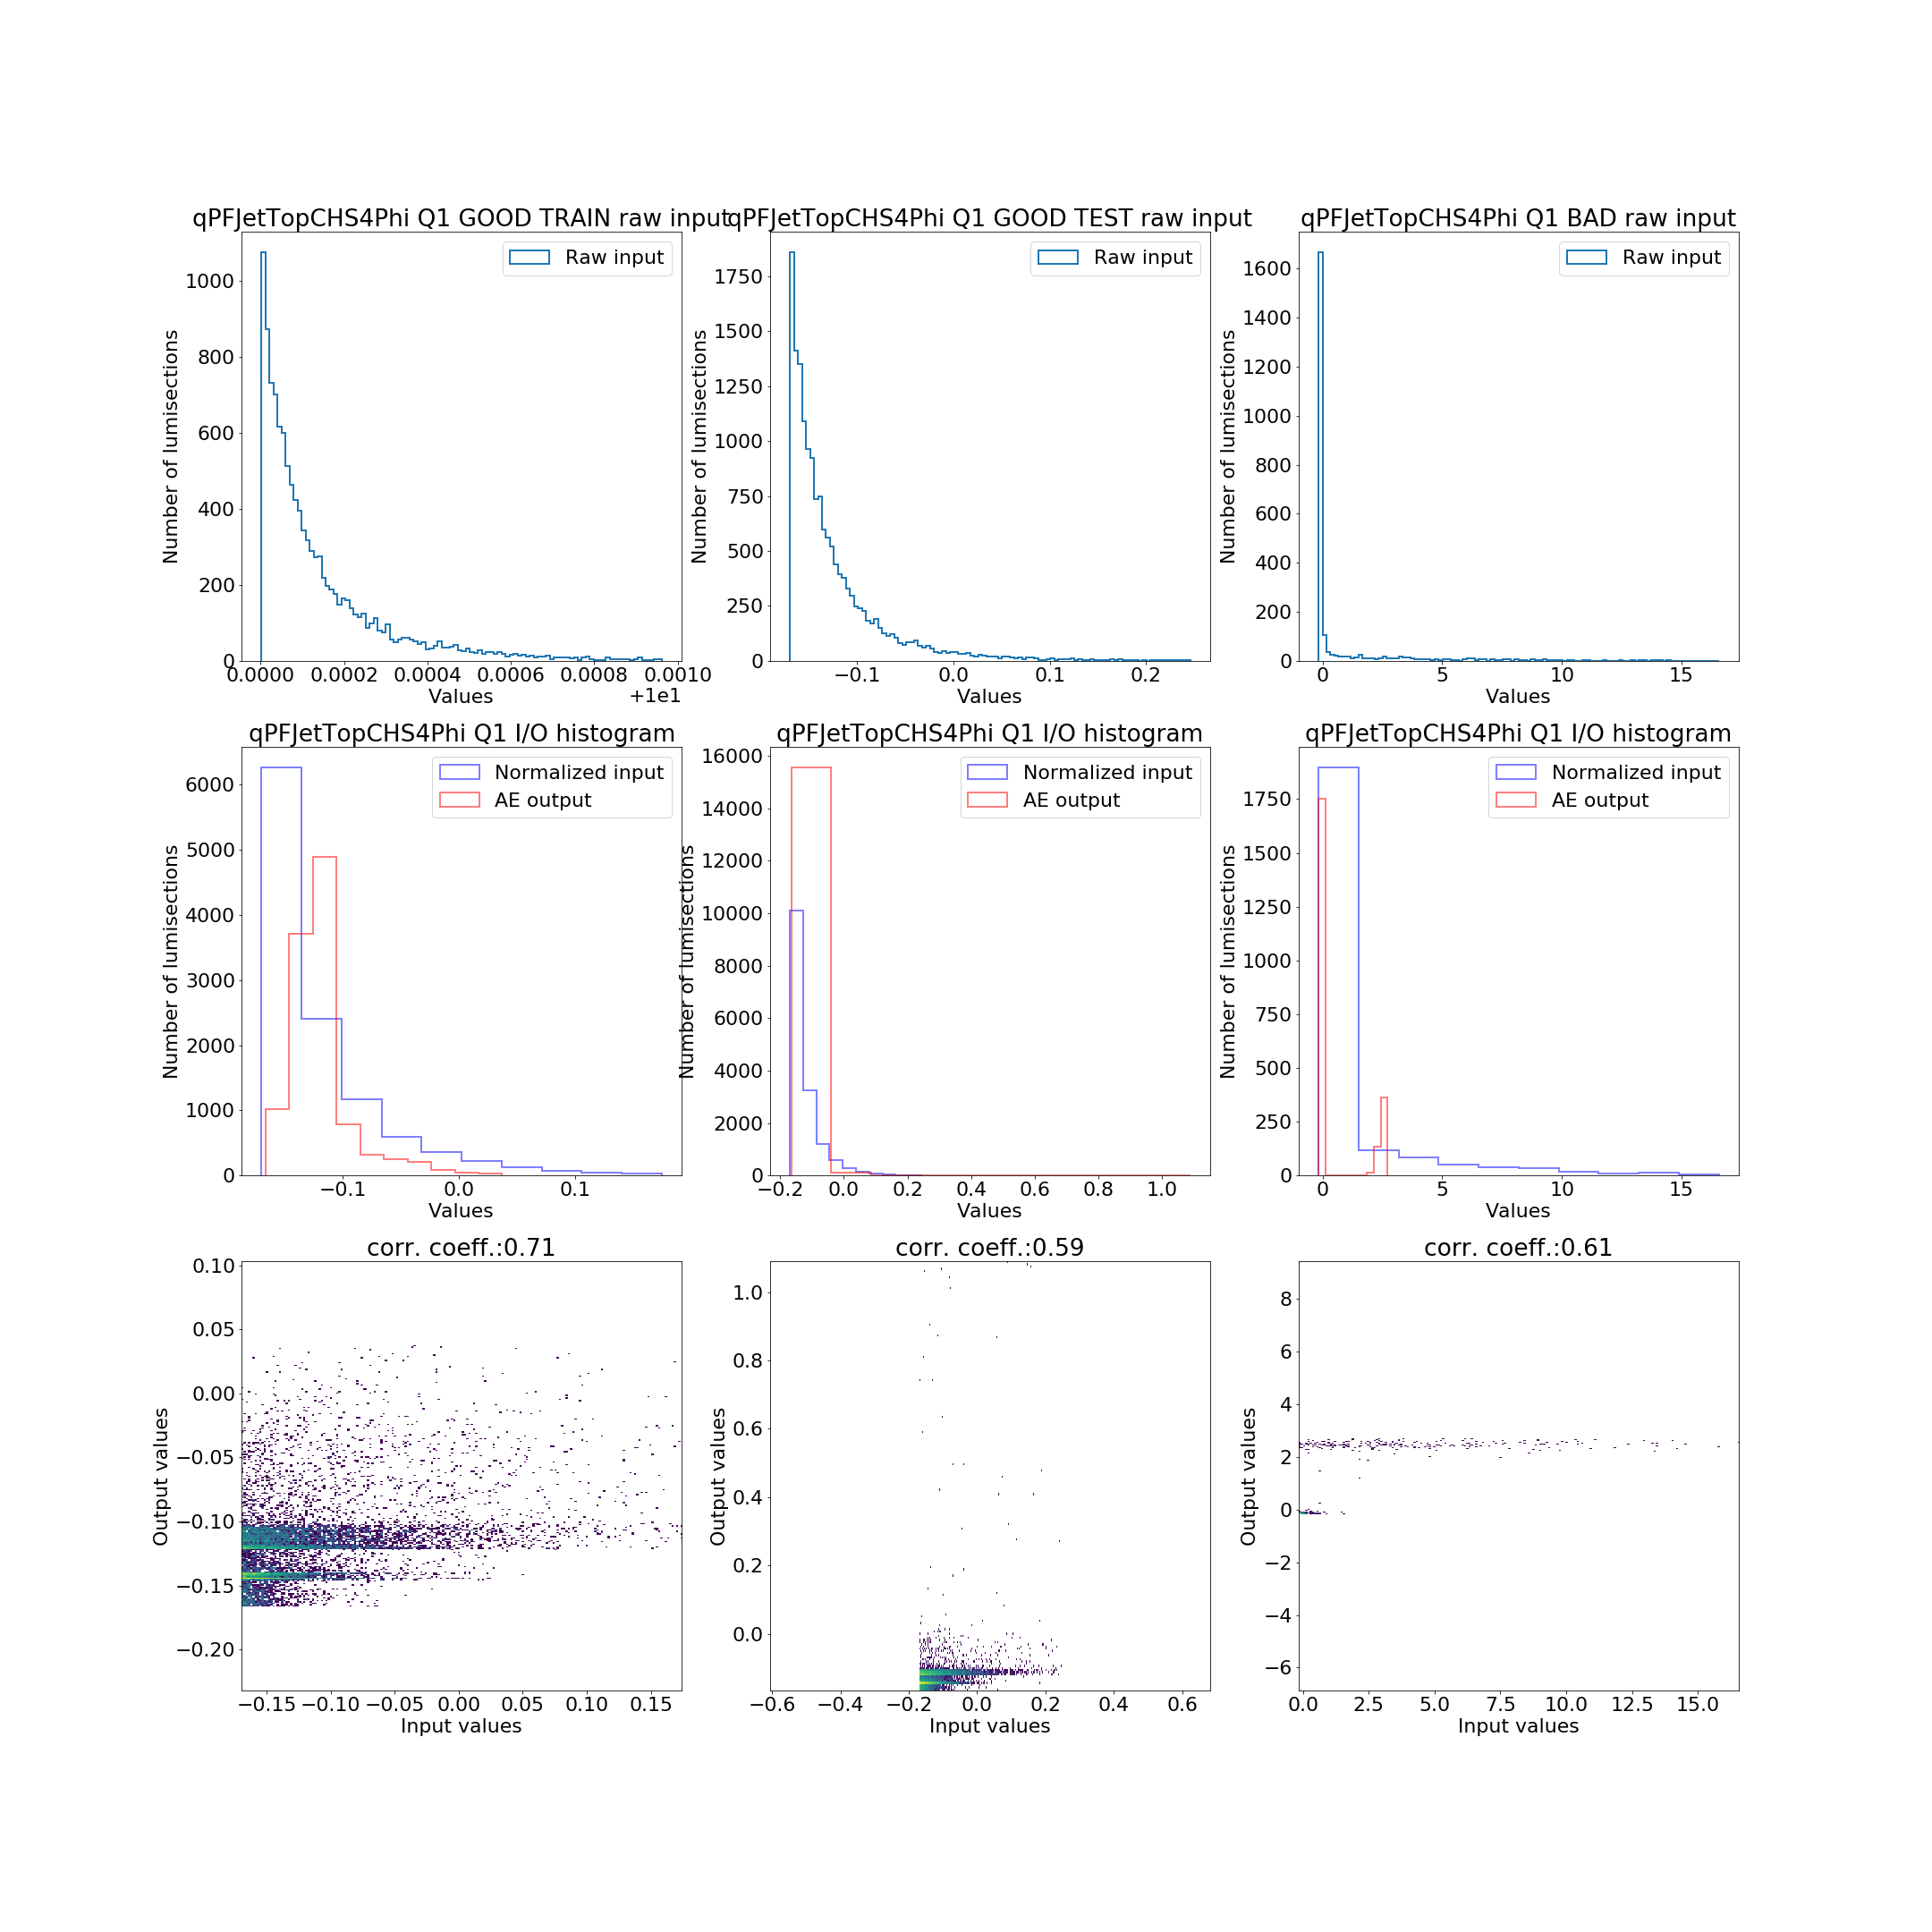 qPFJetTopCHS4Phi Q1 GOOD TRAIN raw input
Raw input
Number of lumisections
1000
800
600
400
200
0
0.0000 0.0002 0.0004 0.0006 0.0008 0.0010
+1e1
Values
qPFJetTopCHS4Phi Q1 GOOD TEST raw input
Raw input
Number of lumisections
1750
1500
1250
1000
750
500
250
0
−0.1 0.0 0.1 0.2
Values
qPFJetTopCHS4Phi Q1 BAD raw input
Raw input
Number of lumisections
1600
1400
1200
1000
800
600
400
200
0
0 5 10 15
Values
qPFJetTopCHS4Phi Q1 I/O histogram
Normalized input
AE output
Number of lumisections
6000
5000
4000
3000
2000
1000
0
−0.1 0.0 0.1
Values
qPFJetTopCHS4Phi Q1 I/O histogram
Normalized input
AE output
Number of lumisections
16000
14000
12000
10000
8000
6000
4000
2000
0
−0.2 0.0 0.2 0.4 0.6 0.8 1.0
Values
qPFJetTopCHS4Phi Q1 I/O histogram
Normalized input
AE output
Number of lumisections
1750
1500
1250
1000
750
500
250
0
0 5 10 15
Values
corr. coeff.:0.71
Output values
0.10
0.05
0.00
−0.05
−0.10
−0.15
−0.20
−0.15 −0.10 −0.05 0.00 0.05 0.10 0.15
Input values
corr. coeff.:0.59
Output values
1.0
0.8
0.6
0.4
0.2
0.0
−0.6 −0.4 −0.2 0.0 0.2 0.4 0.6
Input values
corr. coeff.:0.61
Output values
8
6
4
2
0
−2
−4
−6
0.0 2.5 5.0 7.5 10.0 12.5 15.0
Input values